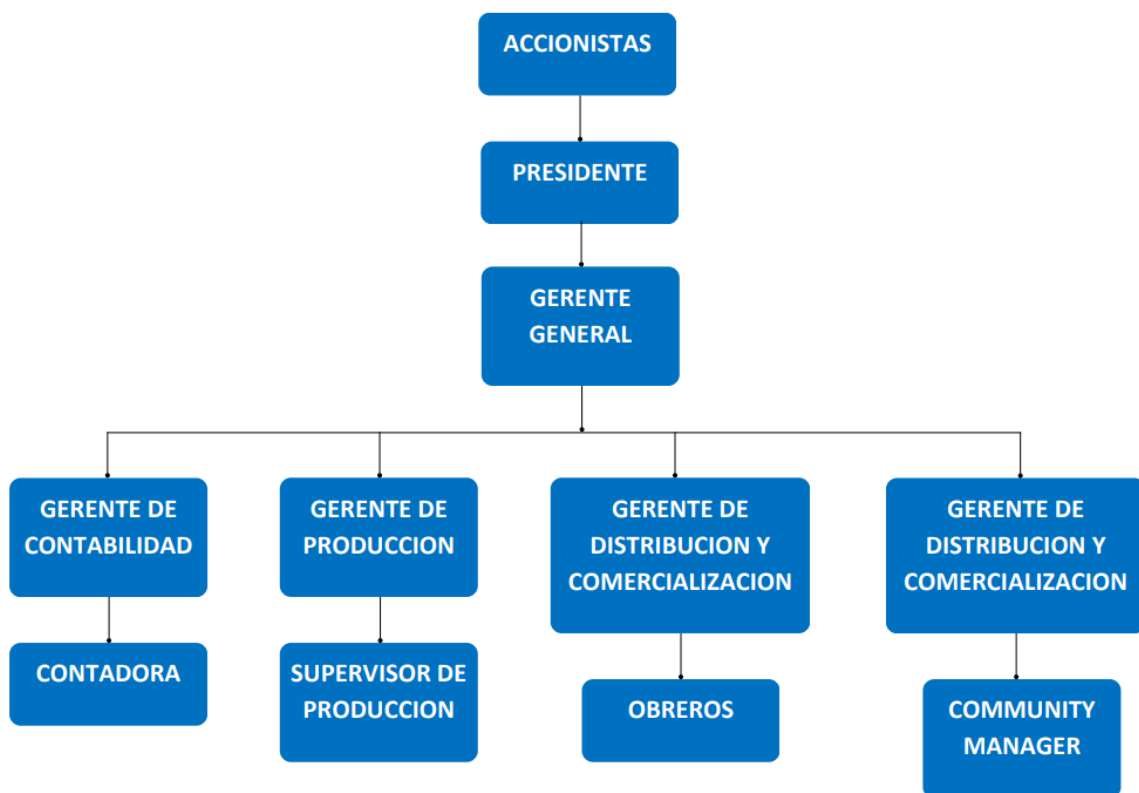 ACCIONISTAS
PRESIDENTE
GERENTE
GENERAL
GERENTE DE
CONTABILIDAD
GERENTE DE
PRODUCCION
GERENTE DE
DISTRIBUCION Y
COMERCIALIZACION
GERENTE DE
DISTRIBUCION Y
COMERCIALIZACION
CONTADORA
SUPERVISOR DE
PRODUCCION
OBREROS
COMMUNITY
MANAGER